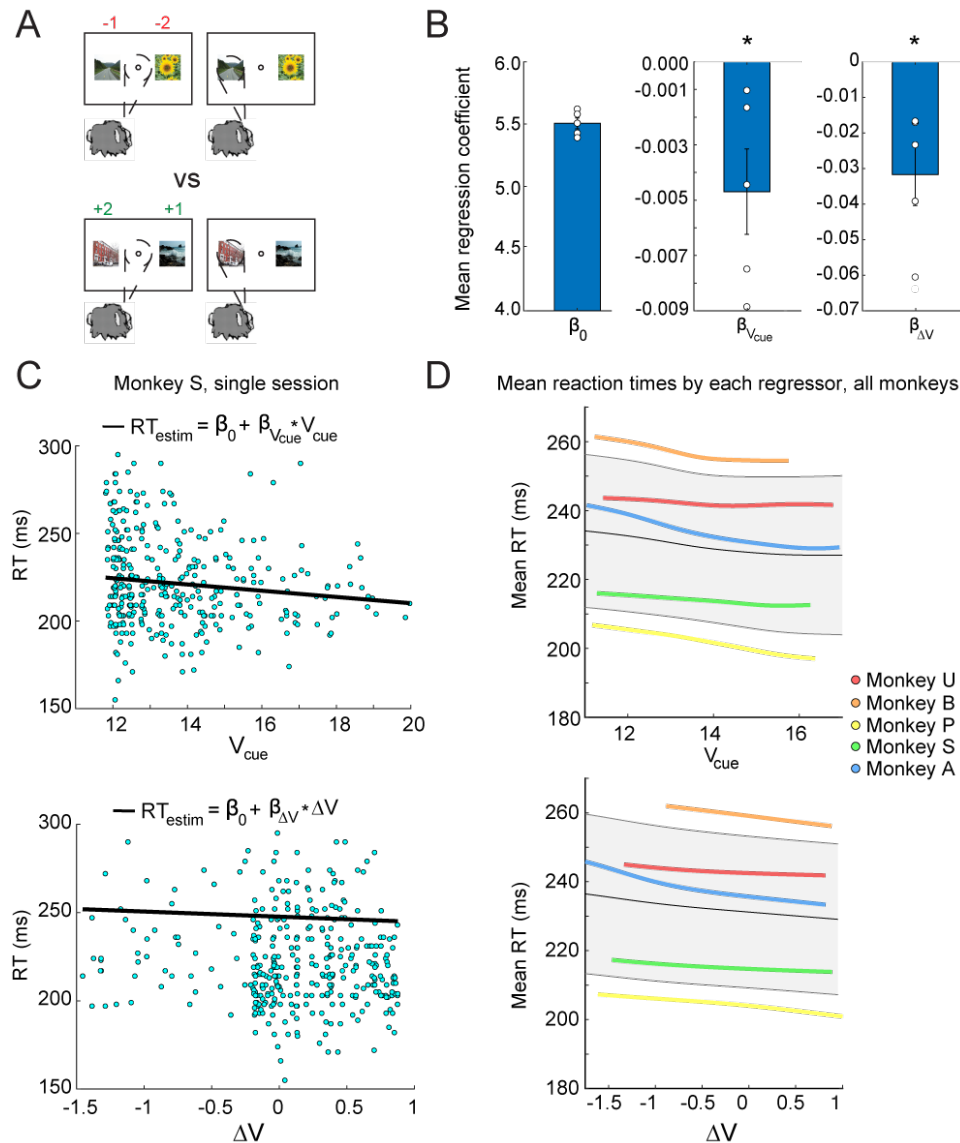 A
-1 -2
vs
+2 +1
B
Mean regression coefficient
6.0
5.5
5.0
4.5
4.0
β0
*
0.000
-0.001
-0.003
-0.005
-0.007
-0.009
βVcue
*
0
-0.01
-0.02
-0.03
-0.04
-0.05
-0.06
-0.07
βΔV
C
Monkey S, single session
RTestim = β0 + βVcue*Vcue
RT (ms)
300
250
200
150
12 14 16 18 20
Vcue
RTestim = β0 + βΔV*ΔV
RT (ms)
300
250
200
150
-1.5 -1 -0.5 0 0.5 1
ΔV
D
Mean reaction times by each regressor, all monkeys
Mean RT (ms)
260
240
220
200
180
12 14 16
Vcue
Monkey U
Monkey B
Monkey P
Monkey S
Monkey A
Mean RT (ms)
260
240
220
200
180
-1.5 -1 -0.5 0 0.5 1
ΔV